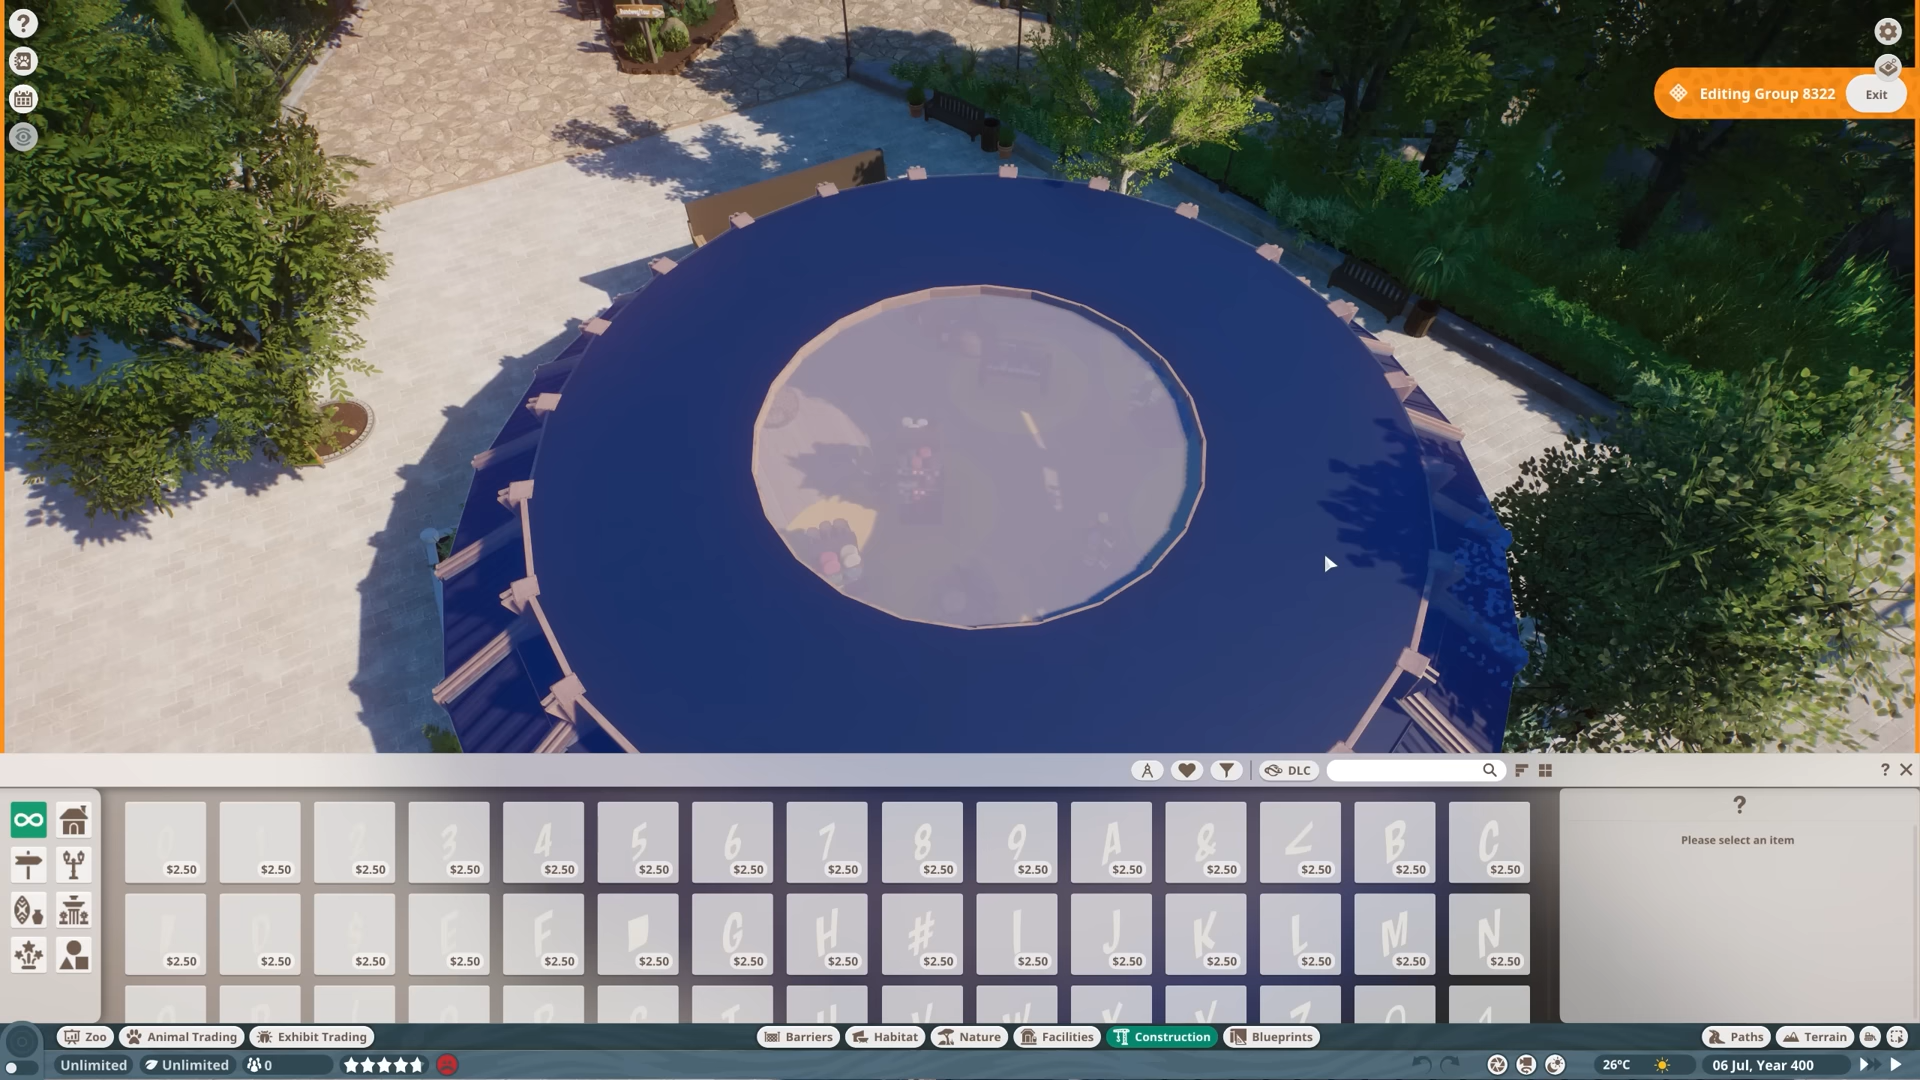 ?
Editing Group 8322
Exit
DLC
?
0 1 2 3 4 5 6 7 8 9 A & < B C
$2.50 $2.50 $2.50 $2.50 $2.50 $2.50 $2.50 $2.50 $2.50 $2.50 $2.50 $2.50 $2.50 $2.50 $2.50
! D $ E F G H # I J K L M N
$2.50 $2.50 $2.50 $2.50 $2.50 $2.50 $2.50 $2.50 $2.50 $2.50 $2.50 $2.50 $2.50 $2.50 $2.50
?
Please select an item
Zoo
Animal Trading
Exhibit Trading
Barriers
Habitat
Nature
Facilities
Construction
Blueprints
Paths
Terrain
Unlimited
Unlimited
0
26°C
06 Jul, Year 400